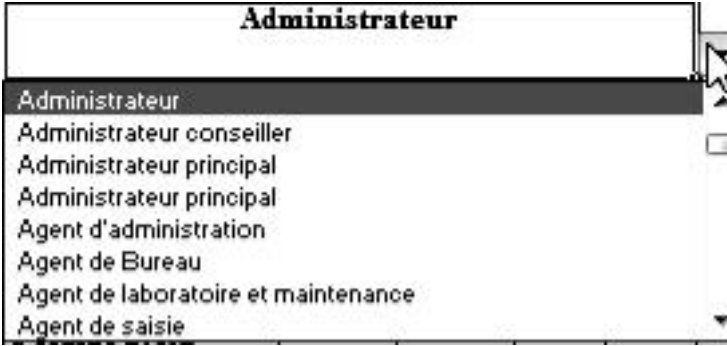 Administrateur
Administrateur
Administrateur conseiller
Administrateur principal
Administrateur principal
Agent d'administration
Agent de Bureau
Agent de laboratoire et maintenance
Agent de saisie